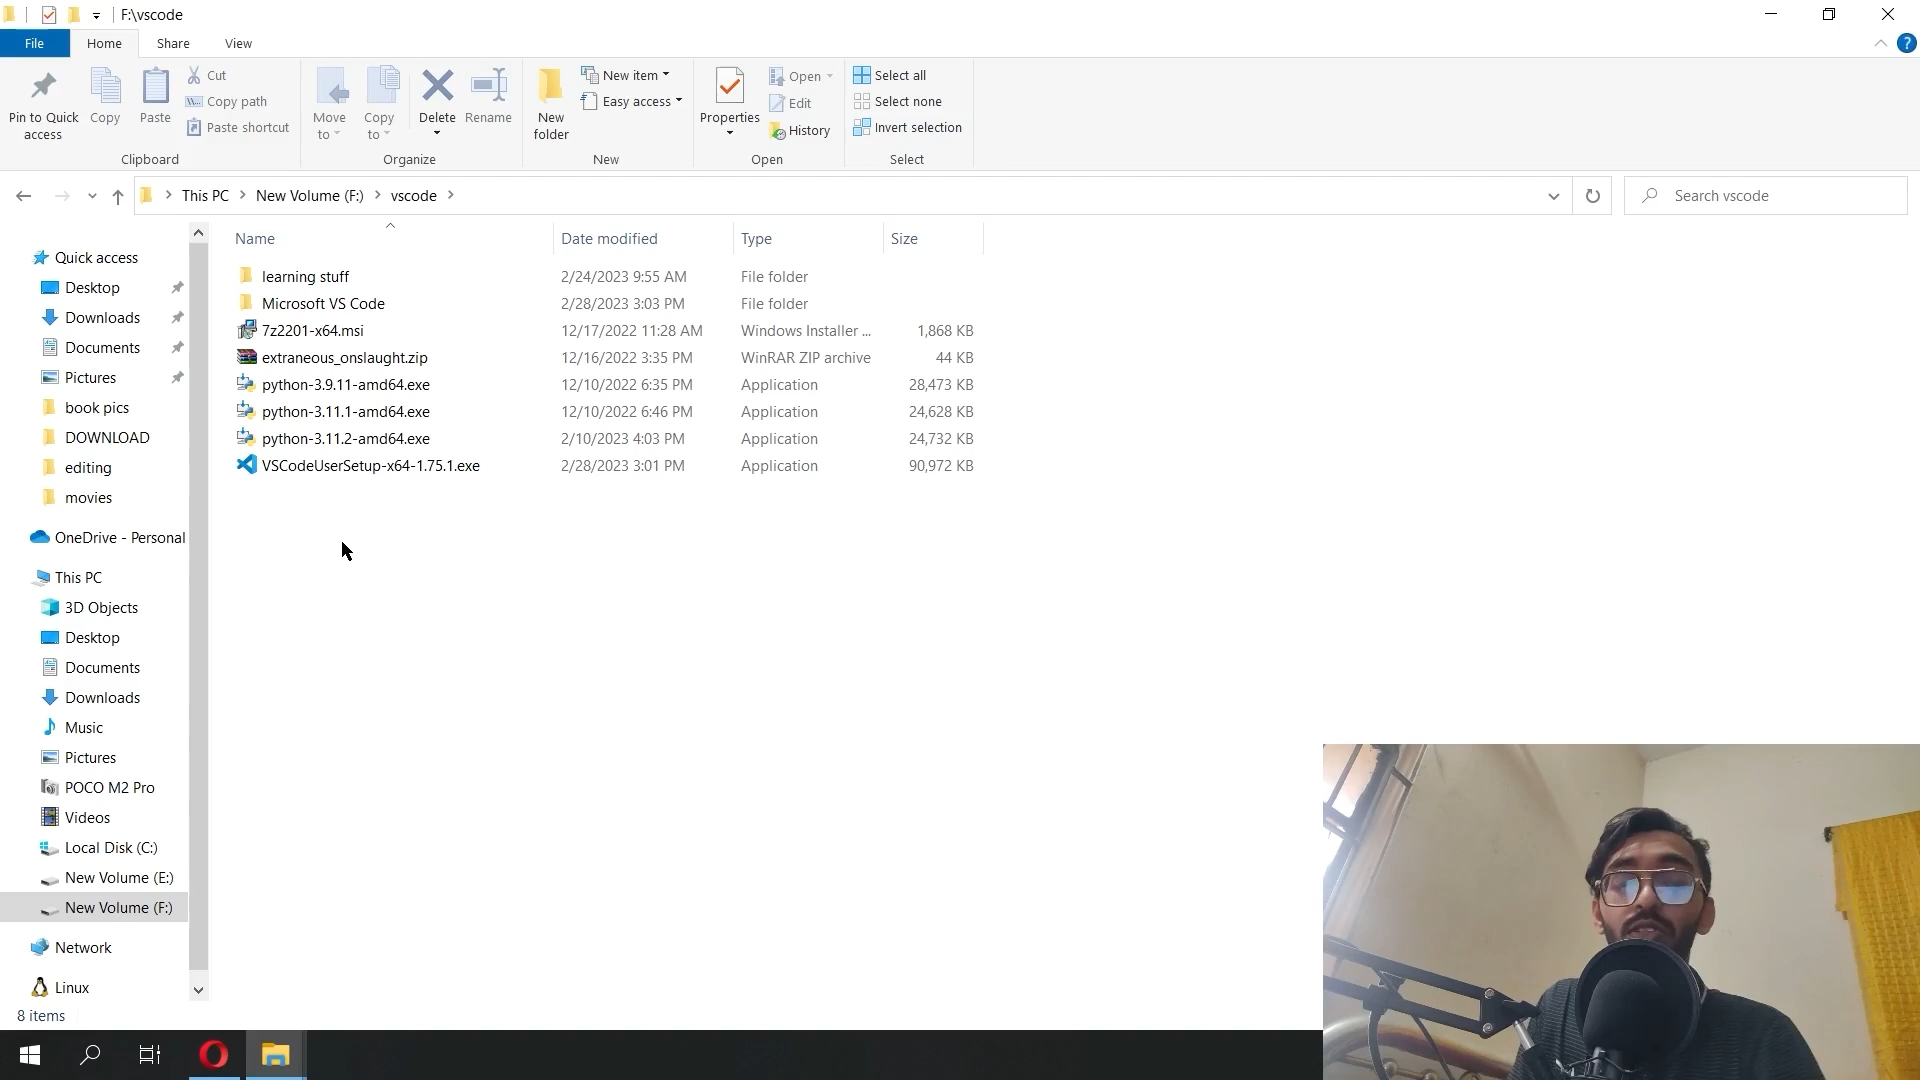 F:\vscode
File
Home
Share
View
Pin to Quick access
Copy
Paste
Cut
Copy path
Paste shortcut
Clipboard
Move to
Copy to
Delete
Rename
Organize
New folder
New item
Easy access
New
Properties
Open
Edit
History
Open
Select all
Select none
Invert selection
Select
This PC
New Volume (F:)
vscode
Search vscode
Quick access
Desktop
Downloads
Documents
Pictures
book pics
DOWNLOAD
editing
movies
OneDrive - Personal
This PC
3D Objects
Desktop
Documents
Downloads
Music
Pictures
POCO M2 Pro
Videos
Local Disk (C:)
New Volume (E:)
New Volume (F:)
Network
Linux
Name Date modified Type Size
learning stuff 2/24/2023 9:55 AM File folder
Microsoft VS Code 2/28/2023 3:03 PM File folder
7z2201-x64.msi 12/17/2022 11:28 AM Windows Installer ... 1,868 KB
extraneous_onslaught.zip 12/16/2022 3:35 PM WinRAR ZIP archive 44 KB
python-3.9.11-amd64.exe 12/10/2022 6:35 PM Application 28,473 KB
python-3.11.1-amd64.exe 12/10/2022 6:46 PM Application 24,628 KB
python-3.11.2-amd64.exe 2/10/2023 4:03 PM Application 24,732 KB
VSCodeUserSetup-x64-1.75.1.exe 2/28/2023 3:01 PM Application 90,972 KB
8 items